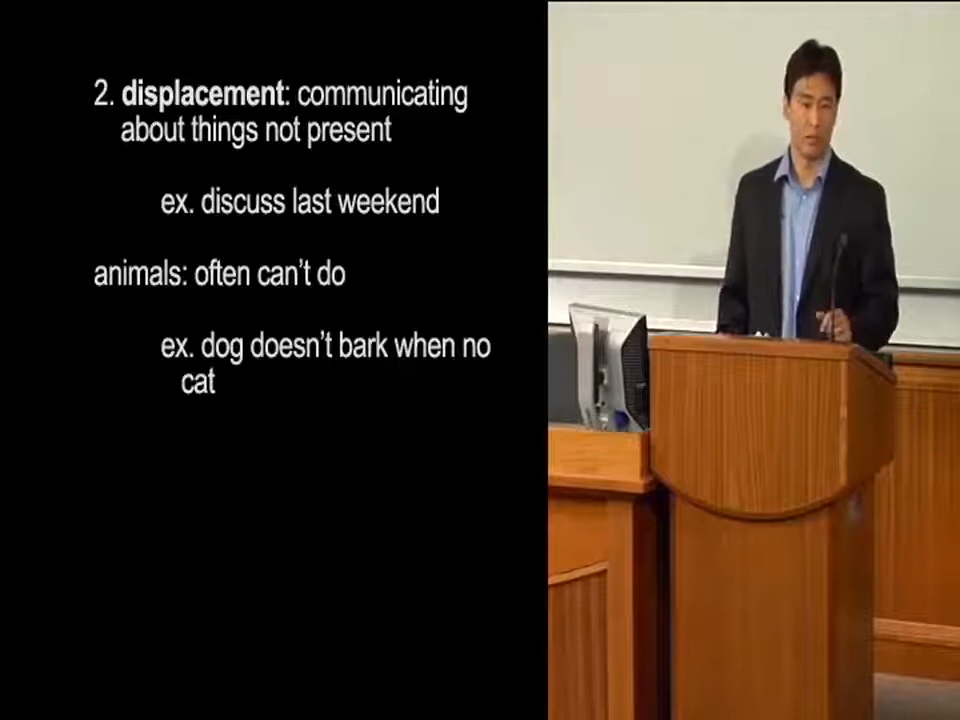 2. displacement: communicating
about things not present
ex. discuss last weekend
animals: often can't do
ex. dog doesn't bark when no
cat